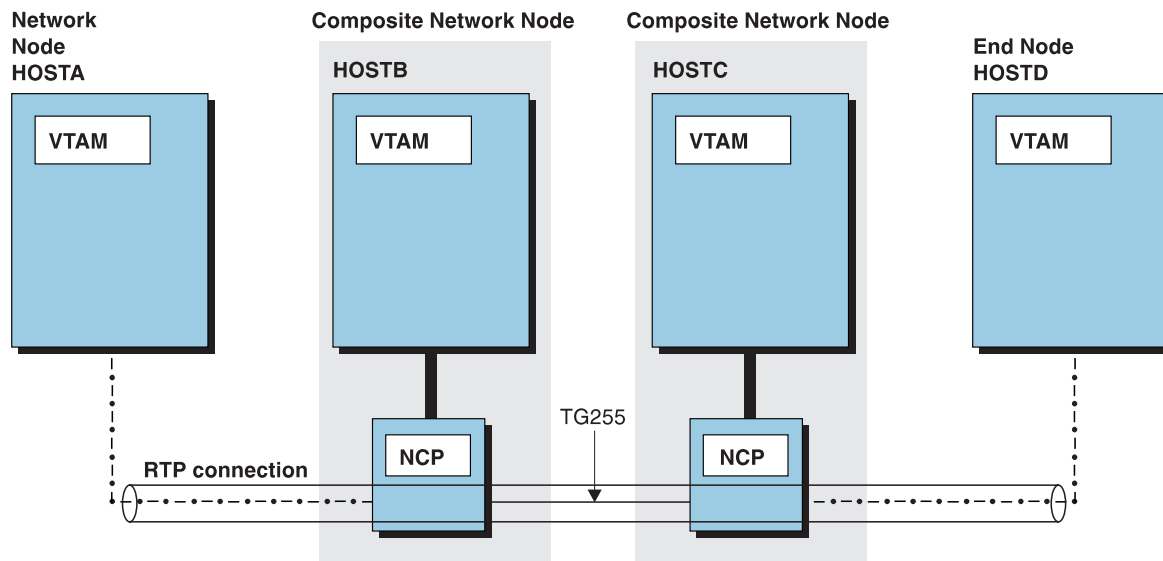 Network
Node
HOSTA
Composite Network Node
Composite Network Node
End Node
HOSTD
HOSTB
HOSTC
VTAM
VTAM
VTAM
VTAM
TG255
NCP
NCP
RTP connection